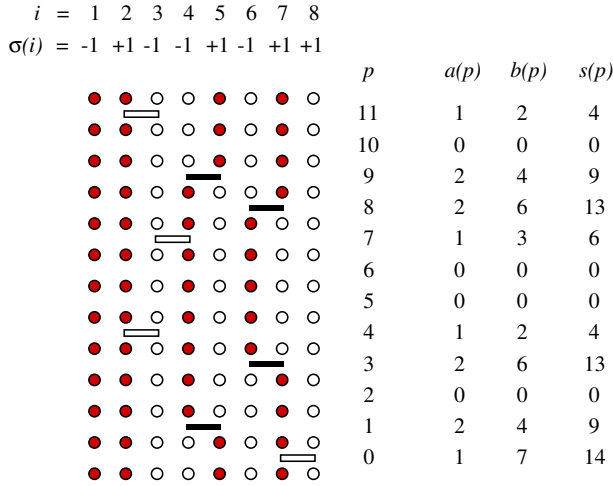 i = 1 2 3 4 5 6 7 8
σ(i) = -1 +1 -1 -1 +1 -1 +1 +1
p a(p) b(p) s(p)
11 1 2 4
10 0 0 0
9 2 4 9
8 2 6 13
7 1 3 6
6 0 0 0
5 0 0 0
4 1 2 4
3 2 6 13
2 0 0 0
1 2 4 9
0 1 7 14